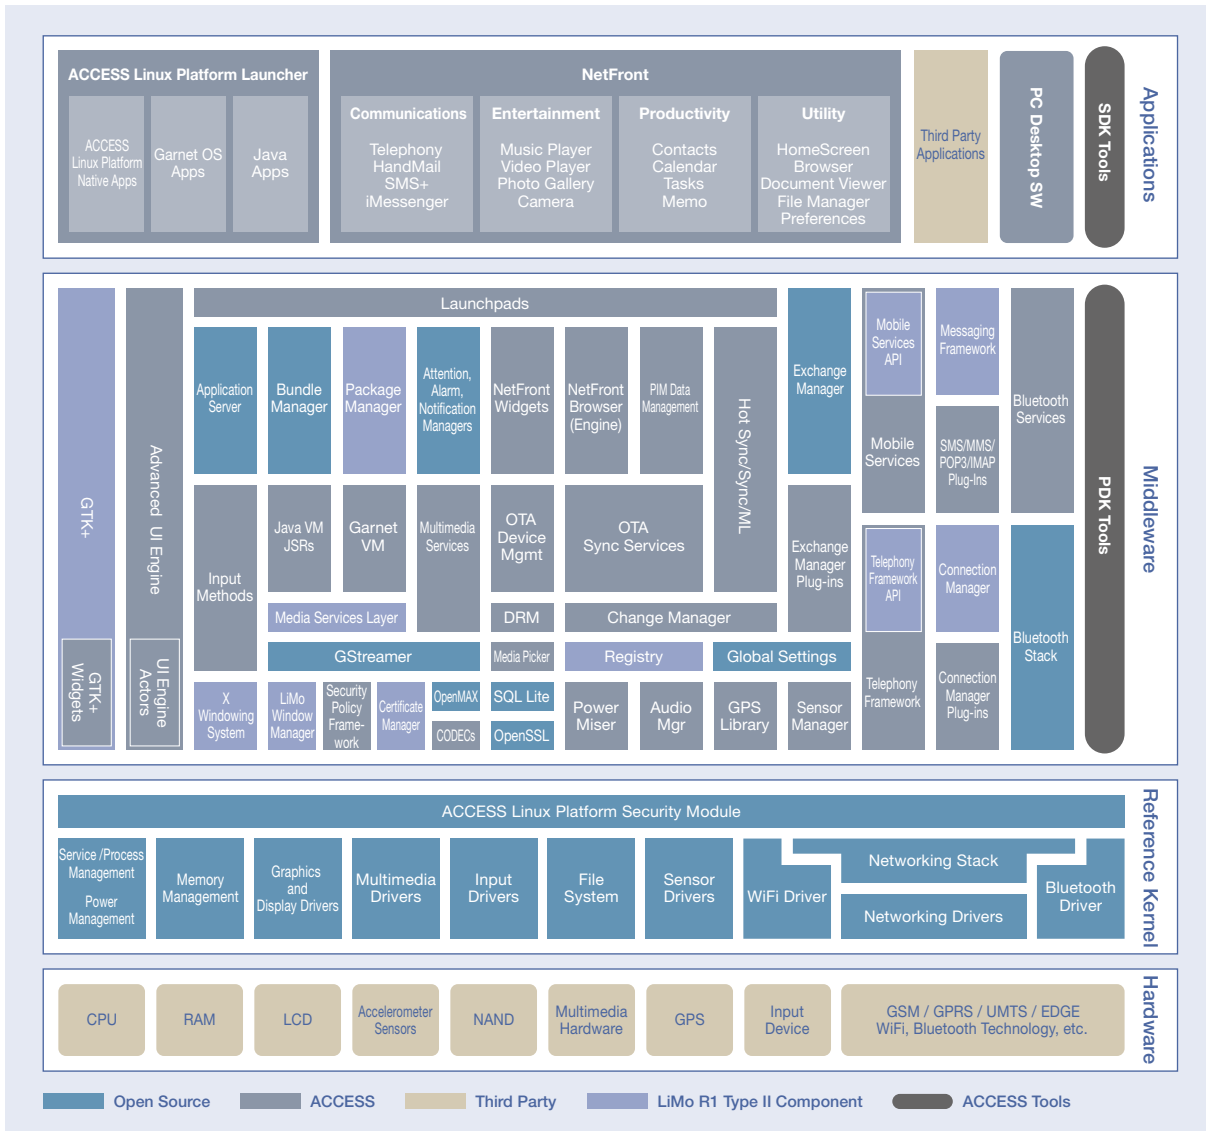 ACCESS Linux Platform Launcher
ACCESS
Linux Platform
Native Apps
Garnet OS
Apps
Java
Apps
NetFront
Communications
Telephony
HandMail
SMS+
iMessenger
Entertainment
Music Player
Video Player
Photo Gallery
Camera
Productivity
Contacts
Calendar
Tasks
Memo
Utility
HomeScreen
Browser
Document Viewer
File Manager
Preferences
Third Party
Applications
PC Desktop SW
SDK Tools
Applications
GTK+
GTK+
Widgets
Advanced UI Engine
UI Engine
Actors
Launchpads
Application
Server
Bundle
Manager
Package
Manager
Attention,
Alarm,
Notification
Managers
NetFront
Widgets
NetFront
Browser
(Engine)
PIM Data
Management
Hot Sync/Sync/ML
Exchange
Manager
Mobile
Services
API
Mobile
Services
Messaging
Framework
SMS/MMS/
POP3/IMAP
Plug-Ins
Bluetooth
Services
Input
Methods
Java VM
JSRs
Garnet
VM
Multimedia
Services
OTA
Device
Mgmt
OTA
Sync Services
Exchange
Manager
Plug-ins
Telephony
Framework
API
Telephony
Framework
Connection
Manager
Connection
Manager
Plug-ins
Bluetooth
Stack
Media Services Layer
DRM
Change Manager
GStreamer
Media Picker
Registry
Global Settings
X
Windowing
System
LiMo
Window
Manager
Security
Policy
Frame-
work
Certificate
Manager
OpenMAX
CODECs
SQL Lite
OpenSSL
Power
Miser
Audio
Mgr
GPS
Library
Sensor
Manager
PDK Tools
Middleware
ACCESS Linux Platform Security Module
Service /Process
Management
Power
Management
Memory
Management
Graphics
and
Display Drivers
Multimedia
Drivers
Input
Drivers
File
System
Sensor
Drivers
WiFi Driver
Networking Stack
Networking Drivers
Bluetooth
Driver
Reference Kernel
CPU
RAM
LCD
Accelerometer
Sensors
NAND
Multimedia
Hardware
GPS
Input
Device
GSM / GPRS / UMTS / EDGE
WiFi, Bluetooth Technology, etc.
Hardware
Open Source
ACCESS
Third Party
LiMo R1 Type II Component
ACCESS Tools